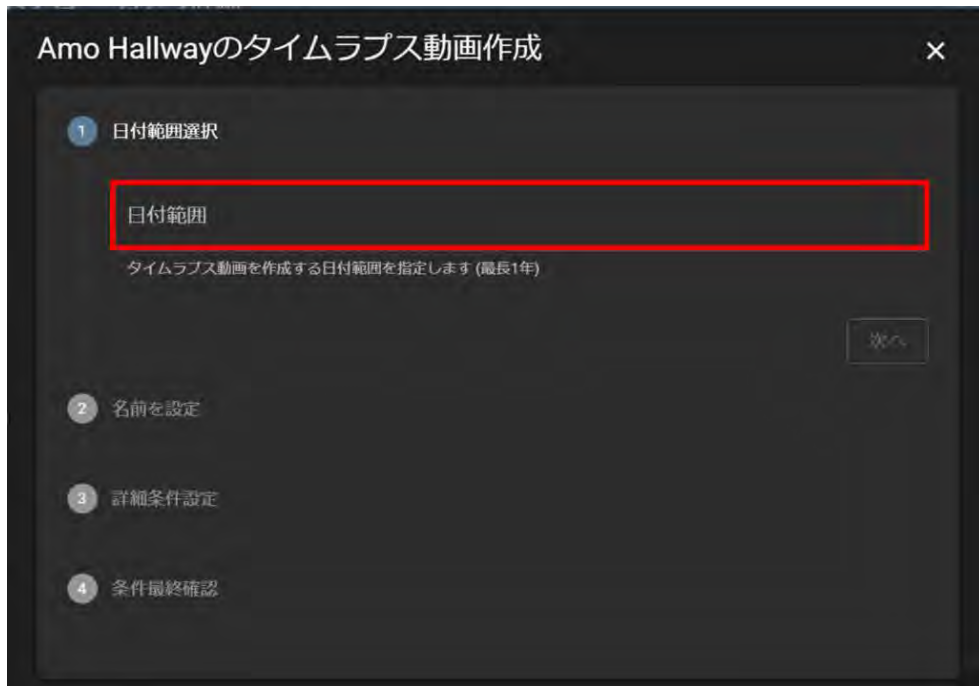 Amo Hallwayのタイムラプス動画作成
×
1 日付範囲選択
日付範囲
タイムラプス動画を作成する日付範囲を指定します (最長1年)
次へ
2 名前を設定
3 詳細条件設定
4 条件最終確認